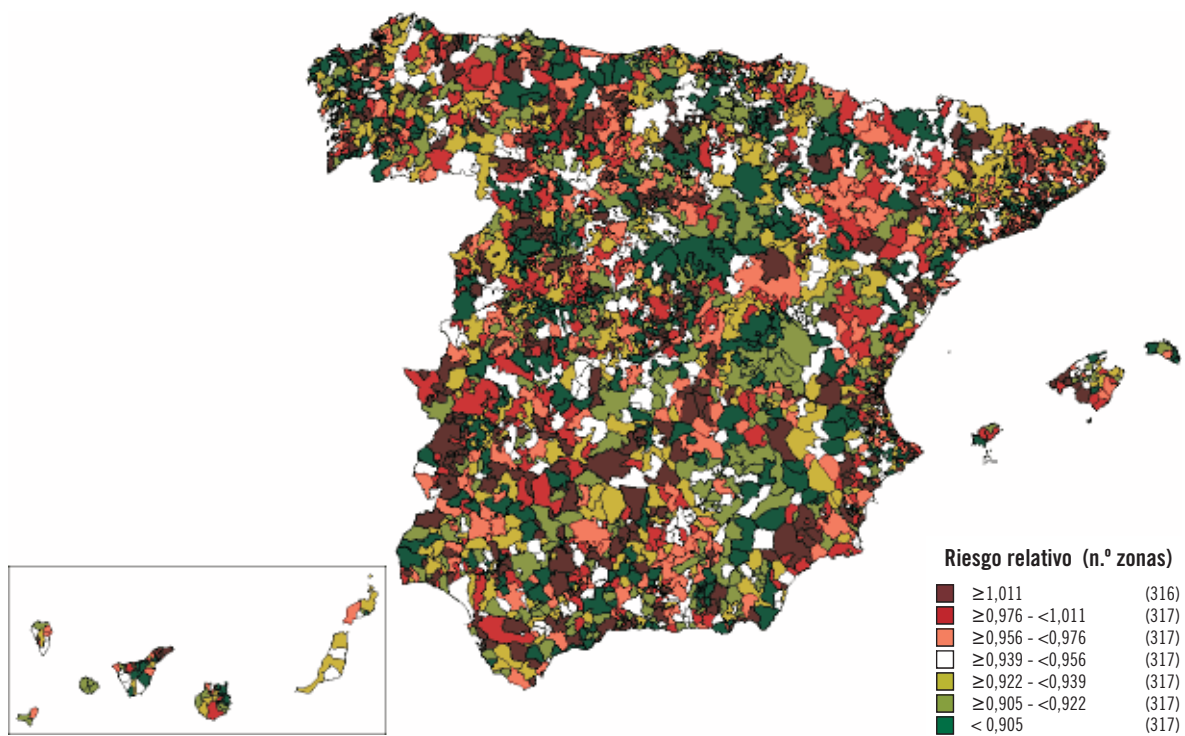 Riesgo relativo (n.º zonas)
≥1,011 (316)
≥0,976 - <1,011 (317)
≥0,956 - <0,976 (317)
≥0,939 - <0,956 (317)
≥0,922 - <0,939 (317)
≥0,905 - <0,922 (317)
< 0,905 (317)